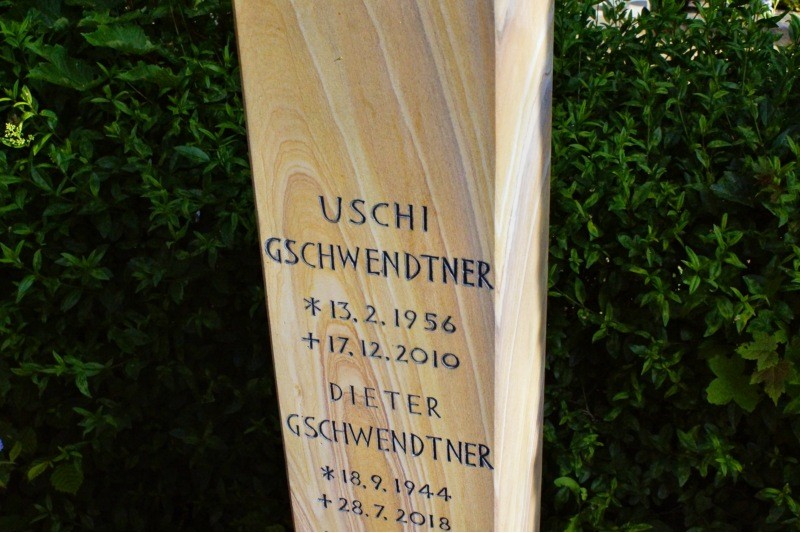 USCHI
GSCHWENDTNER
* 13. 2. 1956
+ 17. 12. 2010
DIETER
GSCHWENDTNER
* 18. 9. 1944
+ 28. 7. 2018